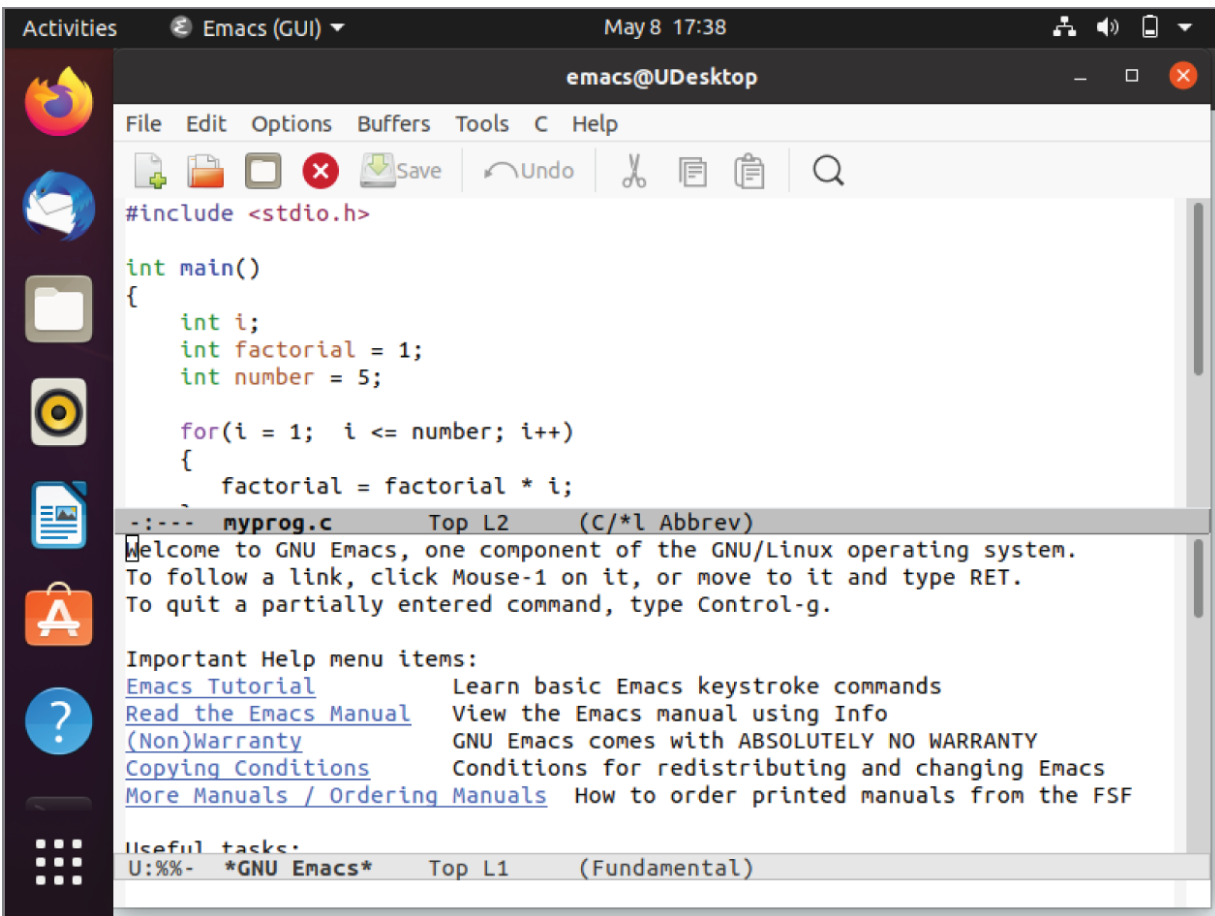 Activities Emacs (GUI) May 8 17:38
emacs@UDesktop
File Edit Options Buffers Tools C Help
Save Undo
#include <stdio.h>
int main()
{
    int i;
    int factorial = 1;
    int number = 5;
    for(i = 1;  i <= number; i++)
    {
       factorial = factorial * i;
-:---  myprog.c       Top L2     (C/*l Abbrev)
Welcome to GNU Emacs, one component of the GNU/Linux operating system.
To follow a link, click Mouse-1 on it, or move to it and type RET.
To quit a partially entered command, type Control-g.
Important Help menu items:
Emacs Tutorial          Learn basic Emacs keystroke commands
Read the Emacs Manual   View the Emacs manual using Info
(Non)Warranty           GNU Emacs comes with ABSOLUTELY NO WARRANTY
Copying Conditions      Conditions for redistributing and changing Emacs
More Manuals / Ordering Manuals  How to order printed manuals from the FSF
Useful tasks:
U:%%-  *GNU Emacs*    Top L1     (Fundamental)